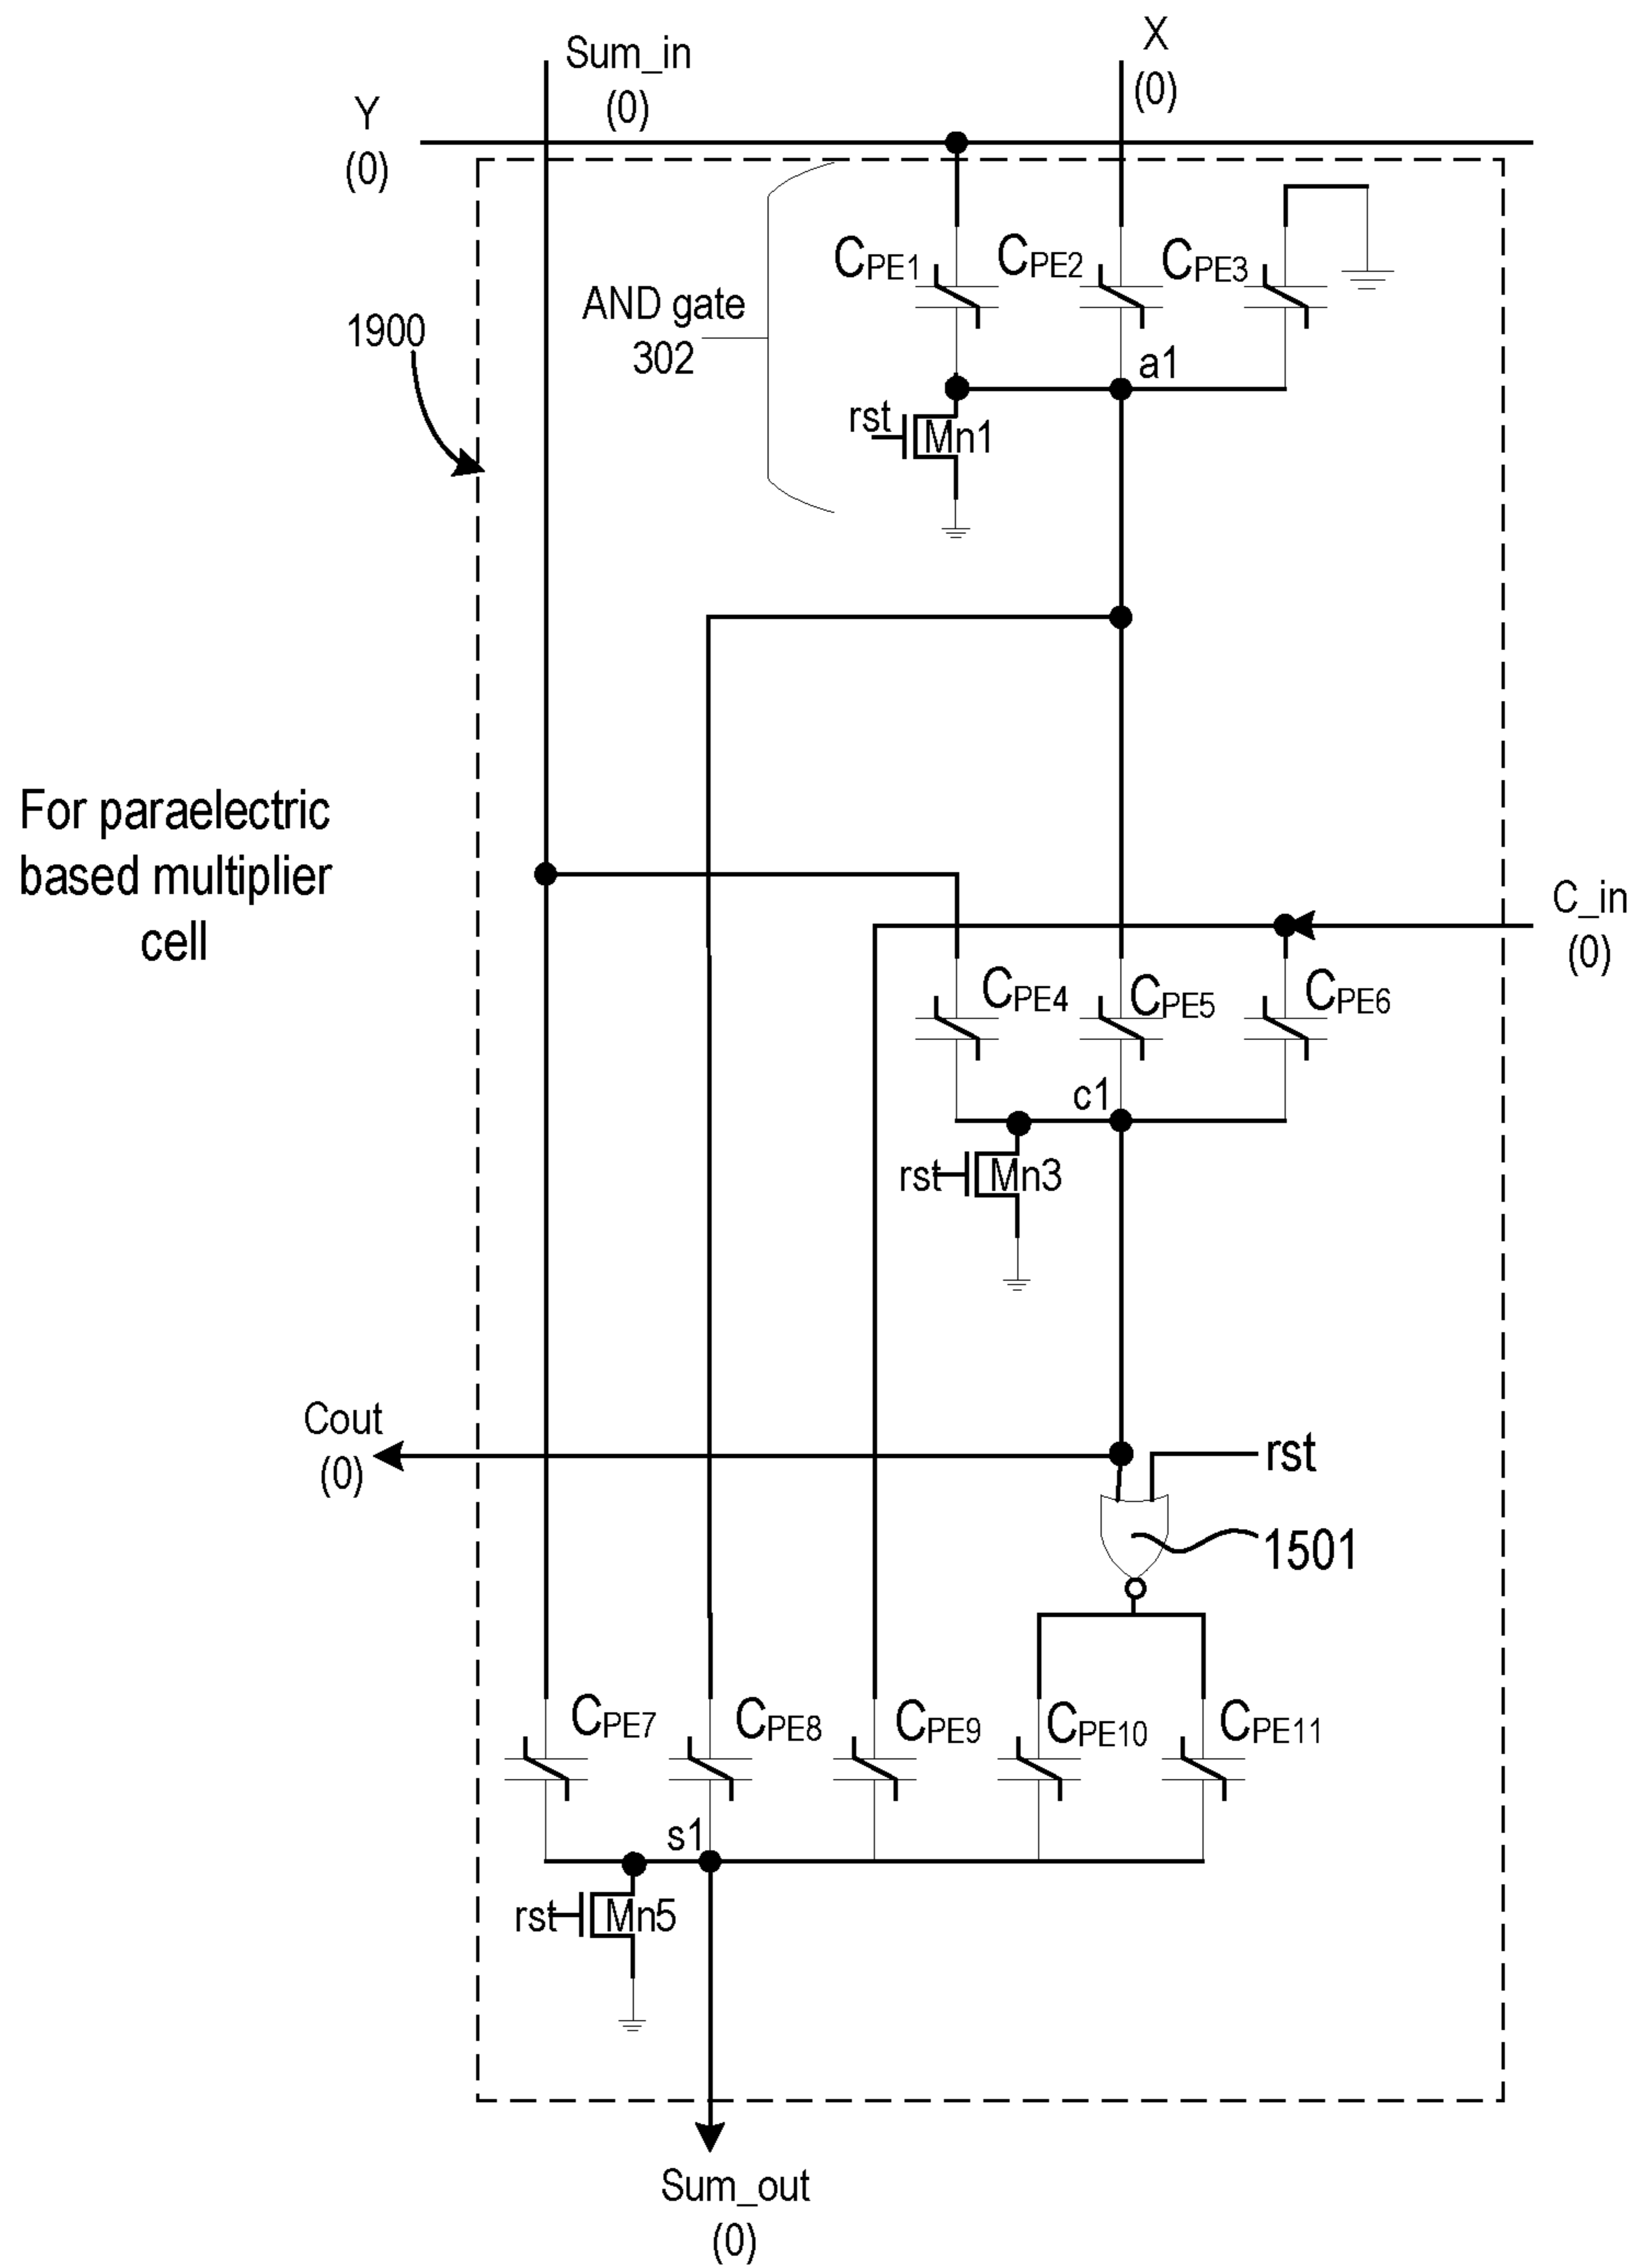 Sum_in
(0)
X
(0)
Y
(0)
CPE1
CPE2
CPE3
AND gate
302
1900
a1
rst
Mn1
For paraelectric
based multiplier
cell
C_in
(0)
CPE4
CPE5
CPE6
c1
rst
Mn3
Cout
(0)
rst
1501
CPE7
CPE8
CPE9
CPE10
CPE11
s1
rst
Mn5
Sum_out
(0)